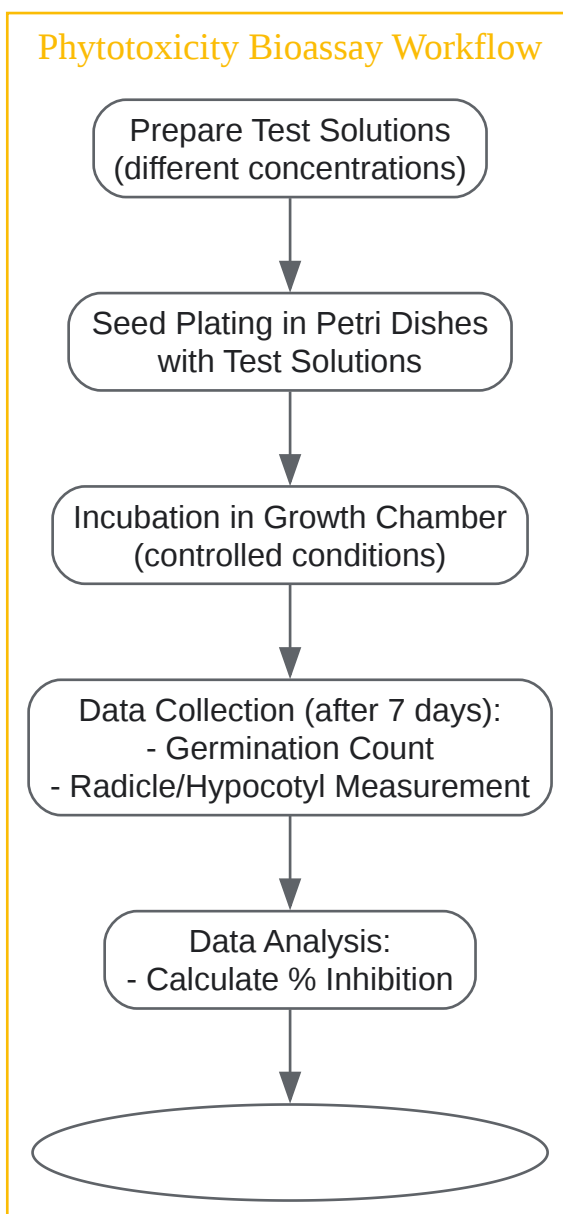 Phytotoxicity Bioassay Workflow
Prepare Test Solutions
(different concentrations)
Seed Plating in Petri Dishes
with Test Solutions
Incubation in Growth Chamber
(controlled conditions)
Data Collection (after 7 days):
- Germination Count
- Radicle/Hypocotyl Measurement
Data Analysis:
- Calculate % Inhibition